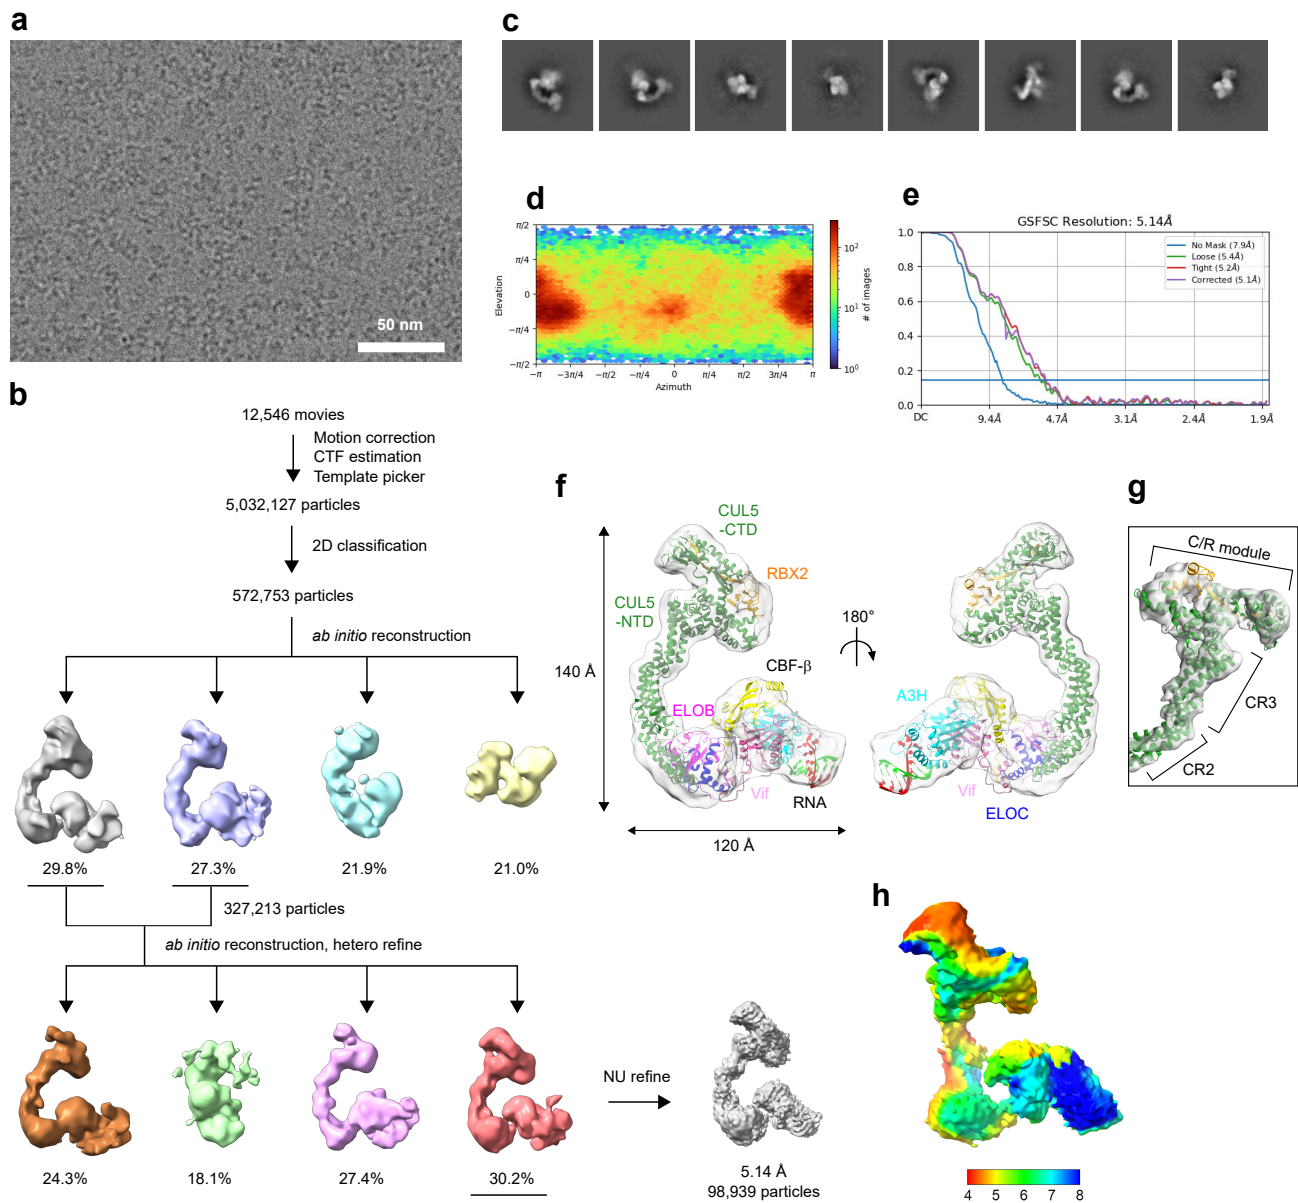 a
50 nm
b
12,546 movies
Motion correction
CTF estimation
Template picker
5,032,127 particles
2D classification
572,753 particles
ab initio reconstruction
29.8%
27.3%
21.9%
21.0%
327,213 particles
ab initio reconstruction, hetero refine
24.3%
18.1%
27.4%
30.2%
NU refine
5.14 Å
98,939 particles
c
d
π/2
π/4
0
−π/4
−π/2
Elevation
−π
−3π/4
−π/2
−π/4
0
π/4
π/2
3π/4
π
Azimuth
10²
10¹
10⁰
# of images
e
GSFSC Resolution: 5.14Å
1.0
0.8
0.6
0.4
0.2
0.0
DC
9.4Å
4.7Å
3.1Å
2.4Å
1.9Å
No Mask (7.9Å)
Loose (5.4Å)
Tight (5.2Å)
Corrected (5.1Å)
f
CUL5
-CTD
RBX2
CUL5
-NTD
140 Å
CBF-β
ELOB
Vif
RNA
120 Å
180°
A3H
Vif
ELOC
g
C/R module
CR3
CR2
h
4
5
6
7
8